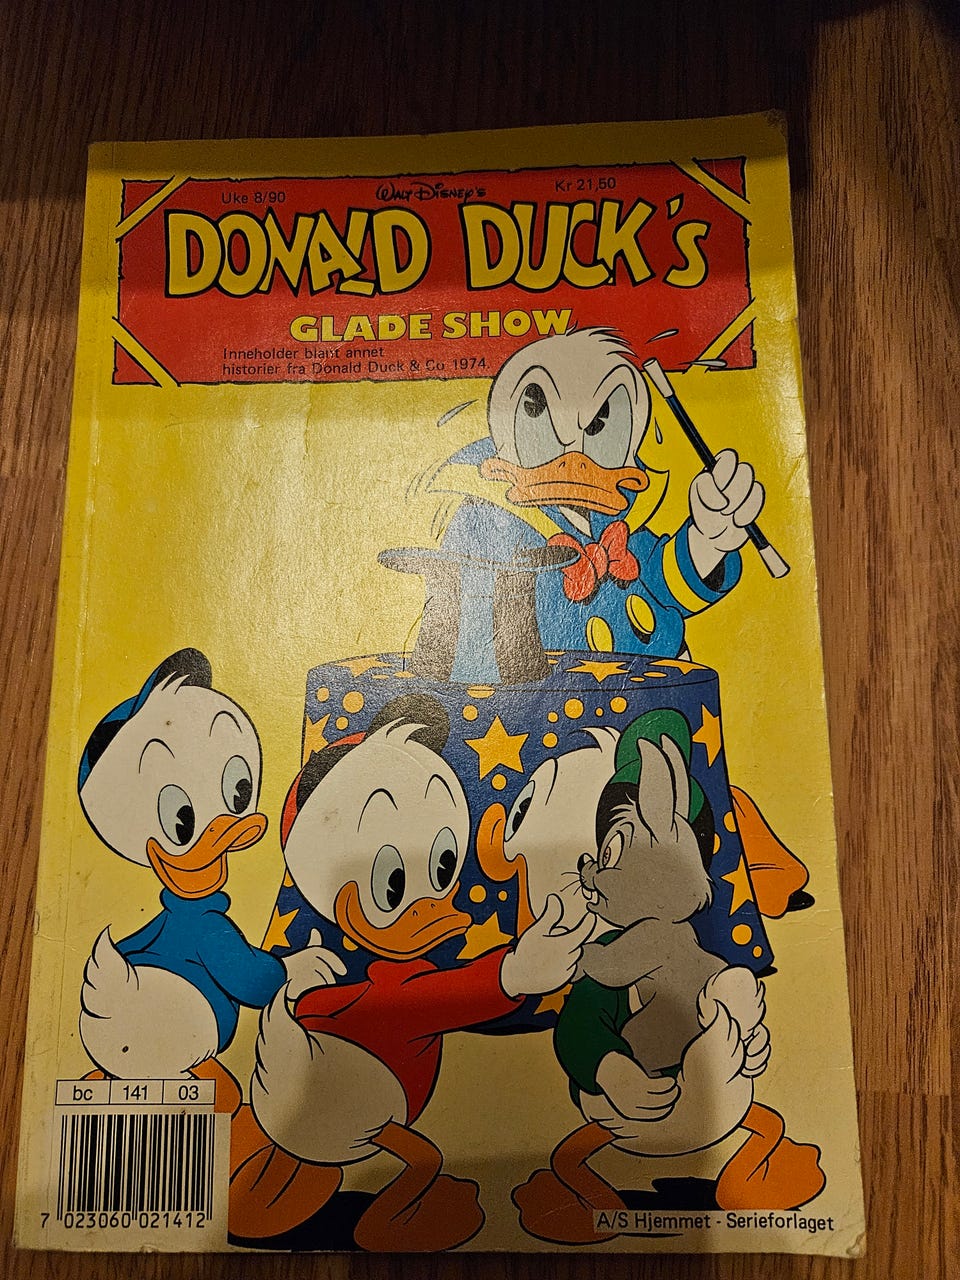 Uke 8/90
Walt Disney's
Kr 21,50
DONALD DUCK's
GLADE SHOW
Inneholder blant annet
historier fra Donald Duck & Co 1974.
bc 141 03
7 023060 021412
A/S Hjemmet - Serieforlaget